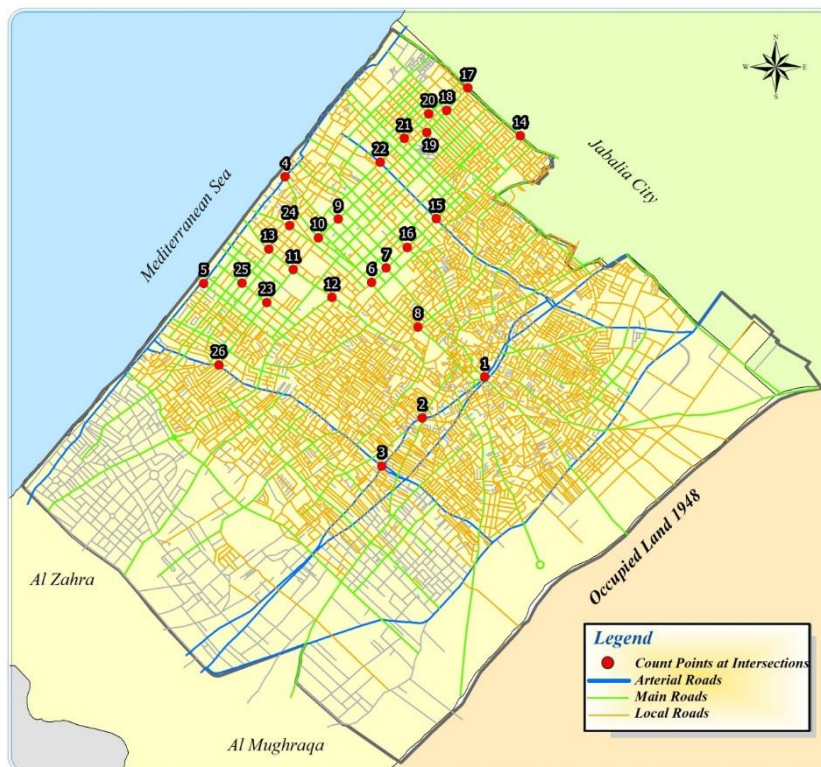 N
W E
S
17
20 18
21 19
14
22
4
Jabalia City
Mediterranean Sea
9
15
24
10
16
13
11
7
5
25
6
23
12
8
26
1
2
3
Occupied Land 1948
Al Zahra
Al Mughraqa
Legend
Count Points at Intersections
Arterial Roads
Main Roads
Local Roads